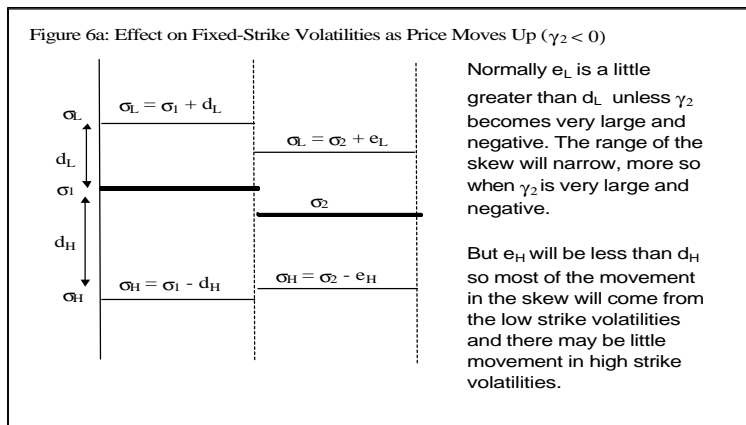 Figure 6a: Effect on Fixed-Strike Volatilities as Price Moves Up (γ₂ < 0)
σL
σL = σ1 + dL
dL
σL = σ2 + eL
σ1
σ2
dH
σH = σ1 - dH
σH = σ2 - eH
σH
Normally eL is a little
greater than dL unless γ2
becomes very large and
negative. The range of the
skew will narrow, more so
when γ2 is very large and
negative.
But eH will be less than dH
so most of the movement
in the skew will come from
the low strike volatilities
and there may be little
movement in high strike
volatilities.